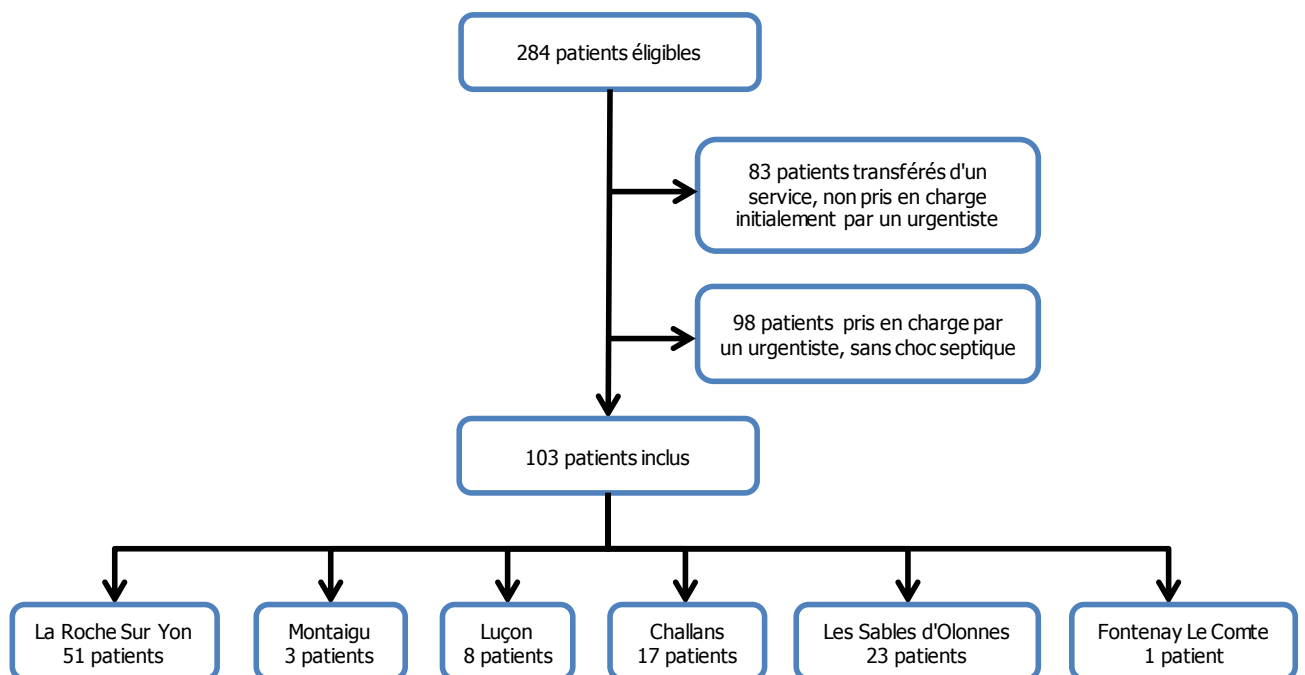 284 patients éligibles
83 patients transférés d'un
service, non pris en charge
initialement par un urgentiste
98 patients pris en charge par
un urgentiste, sans choc septique
103 patients inclus
La Roche Sur Yon
51 patients
Montaigu
3 patients
Luçon
8 patients
Challans
17 patients
Les Sables d'Olonnes
23 patients
Fontenay Le Comte
1 patient